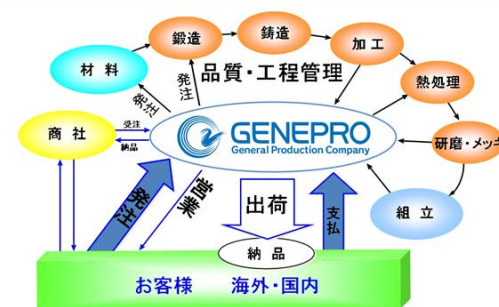 鍛造
鋳造
加工
材料
発注
発注
品質・工程管理
熱処理
商社
受注
納品
GENEPRO
General Production Company
研磨・メッキ
発注
営業
出荷
支払
組立
納品
お客様 海外・国内